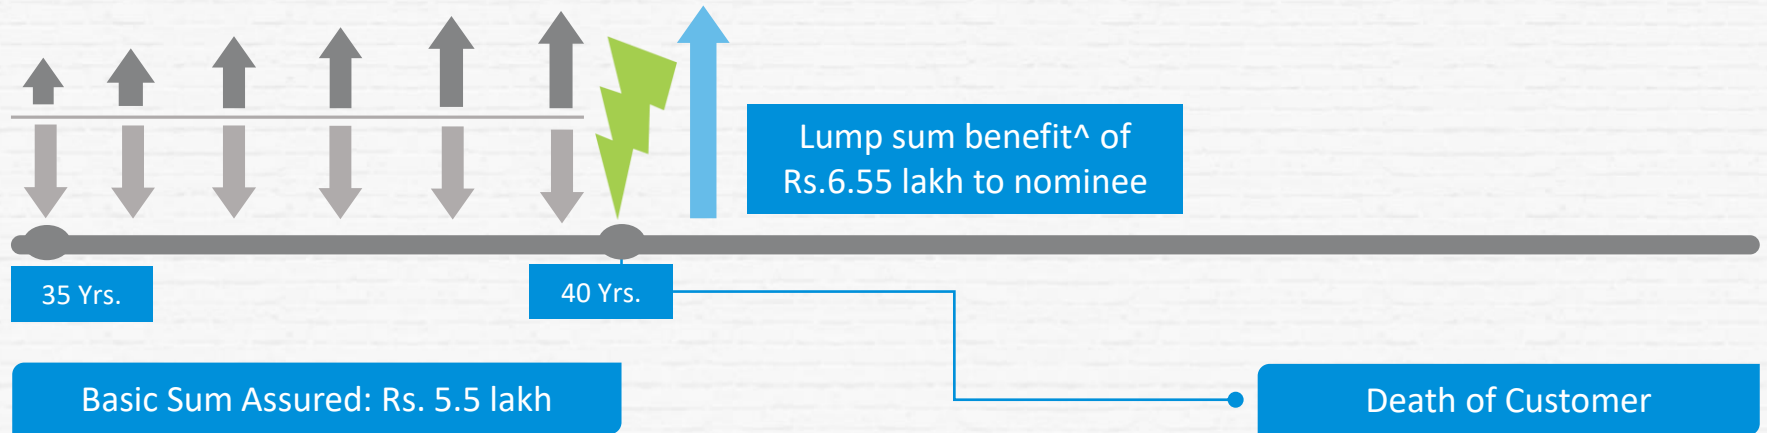 Lump sum benefit^ of
Rs.6.55 lakh to nominee
35 Yrs.
40 Yrs.
Basic Sum Assured: Rs. 5.5 lakh
Death of Customer